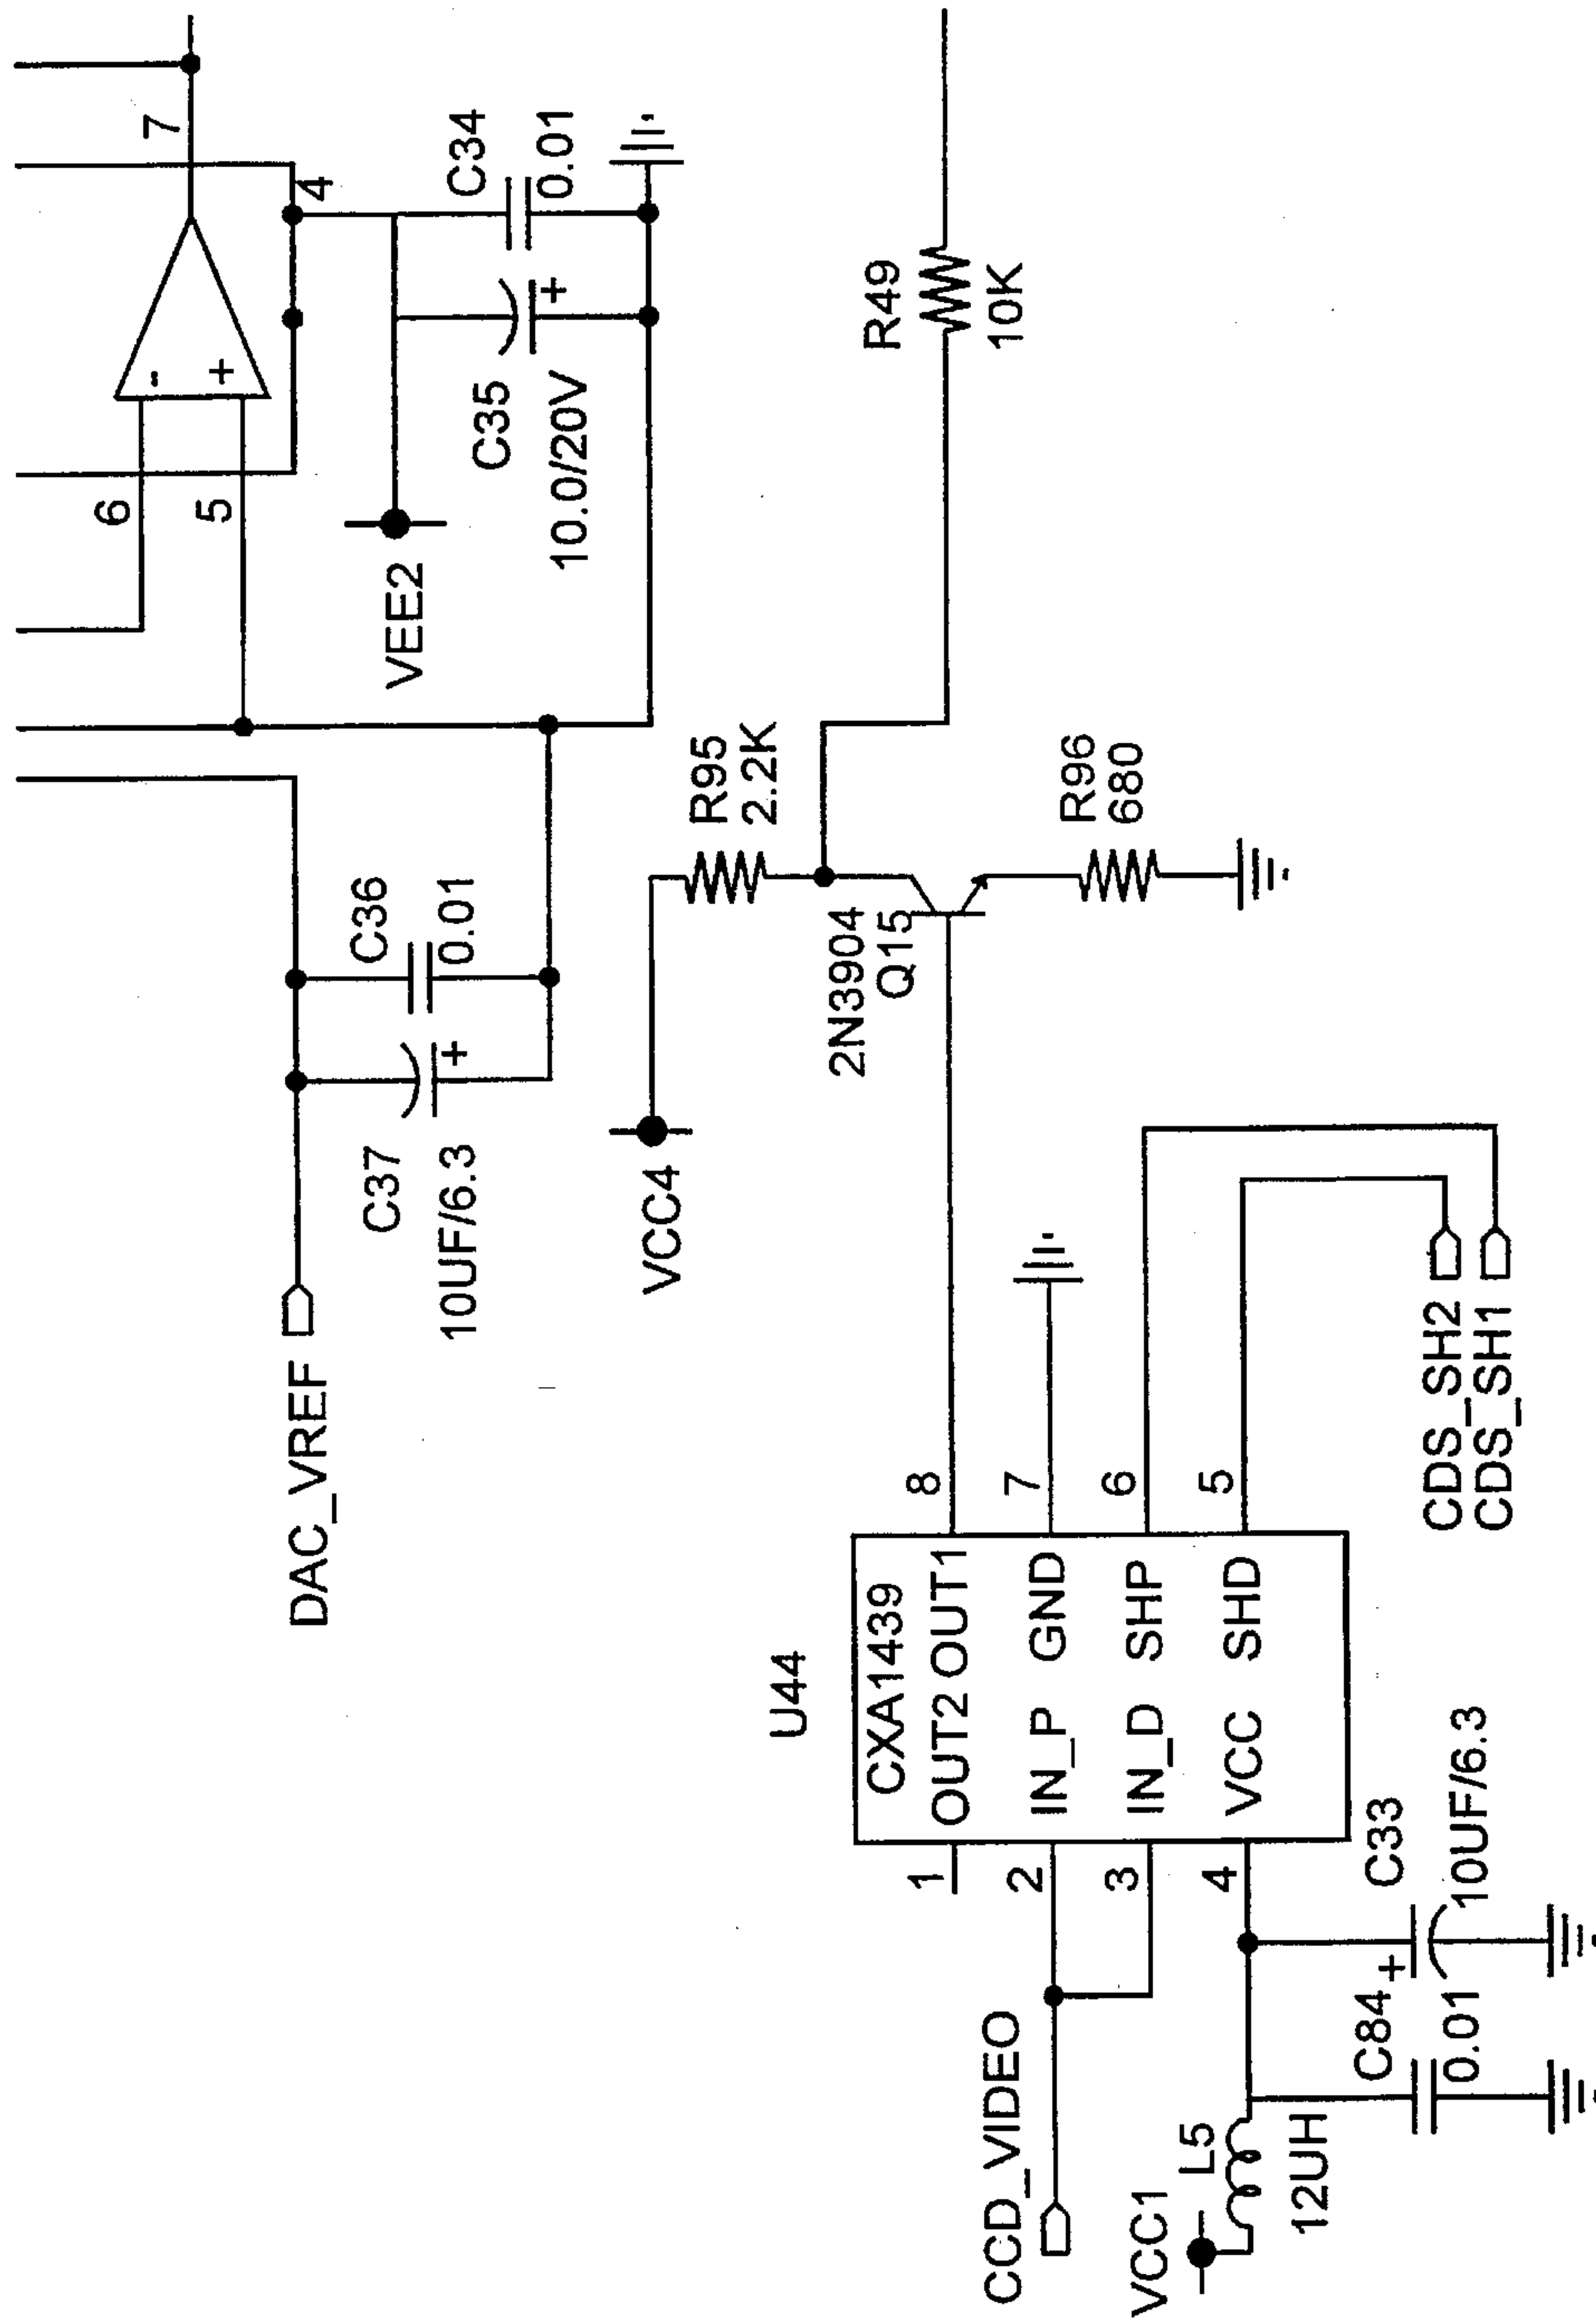 7
4
6
5
-
+
VEE2
C35
+
10.0/20V
C34
0.01
DAC_VREF
C37
+
10UF/6.3
C36
0.01
VCC4
R95
2.2K
2N3904
Q15
R96
680
R49
10K
U44
CXA1439
OUT2 OUT1
IN_P GND
IN_D SHP
VCC SHD
1
2
3
4
8
7
6
5
CCD_VIDEO
VCC1
L5
12UH
C84
0.01
C33
+
10UF/6.3
CDS_SH2
CDS_SH1